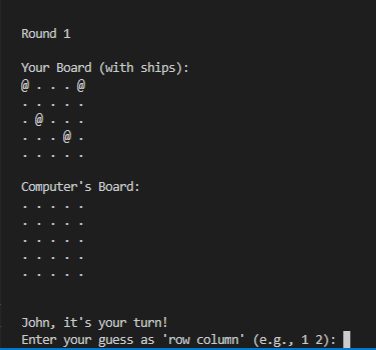 Round 1
Your Board (with ships):
@ . . . @
. . . . .
. @ . . .
. . . @ .
. . . . .
Computer's Board:
. . . . .
. . . . .
. . . . .
. . . . .
. . . . .
John, it's your turn!
Enter your guess as 'row column' (e.g., 1 2):